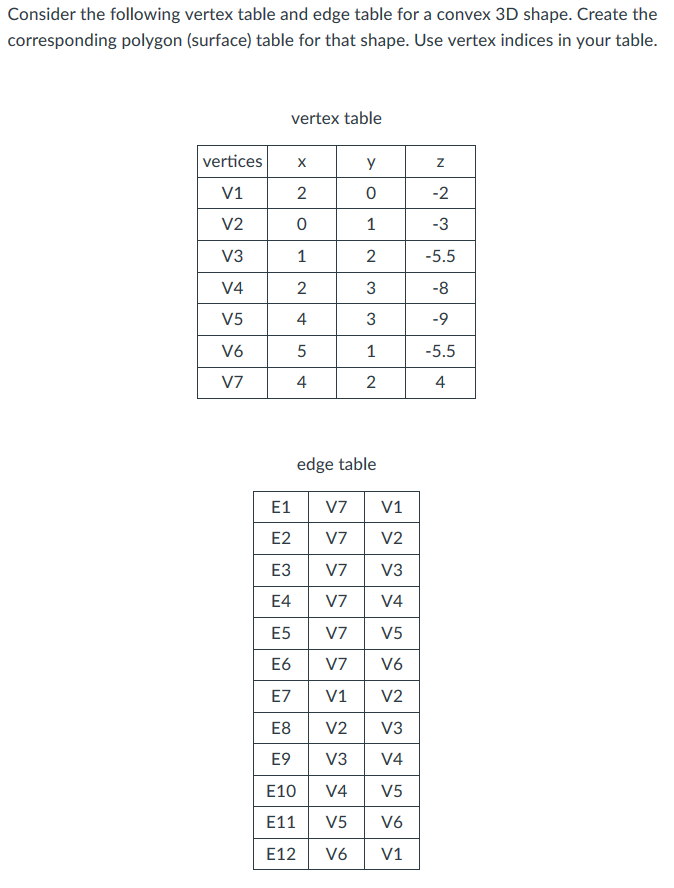 Consider the following vertex table and edge table for a convex 3D shape. Create the
corresponding polygon (surface) table for that shape. Use vertex indices in your table.
vertex table
vertices x y z
V1 2 0 -2
V2 0 1 -3
V3 1 2 -5.5
V4 2 3 -8
V5 4 3 -9
V6 5 1 -5.5
V7 4 2 4
edge table
E1 V7 V1
E2 V7 V2
E3 V7 V3
E4 V7 V4
E5 V7 V5
E6 V7 V6
E7 V1 V2
E8 V2 V3
E9 V3 V4
E10 V4 V5
E11 V5 V6
E12 V6 V1